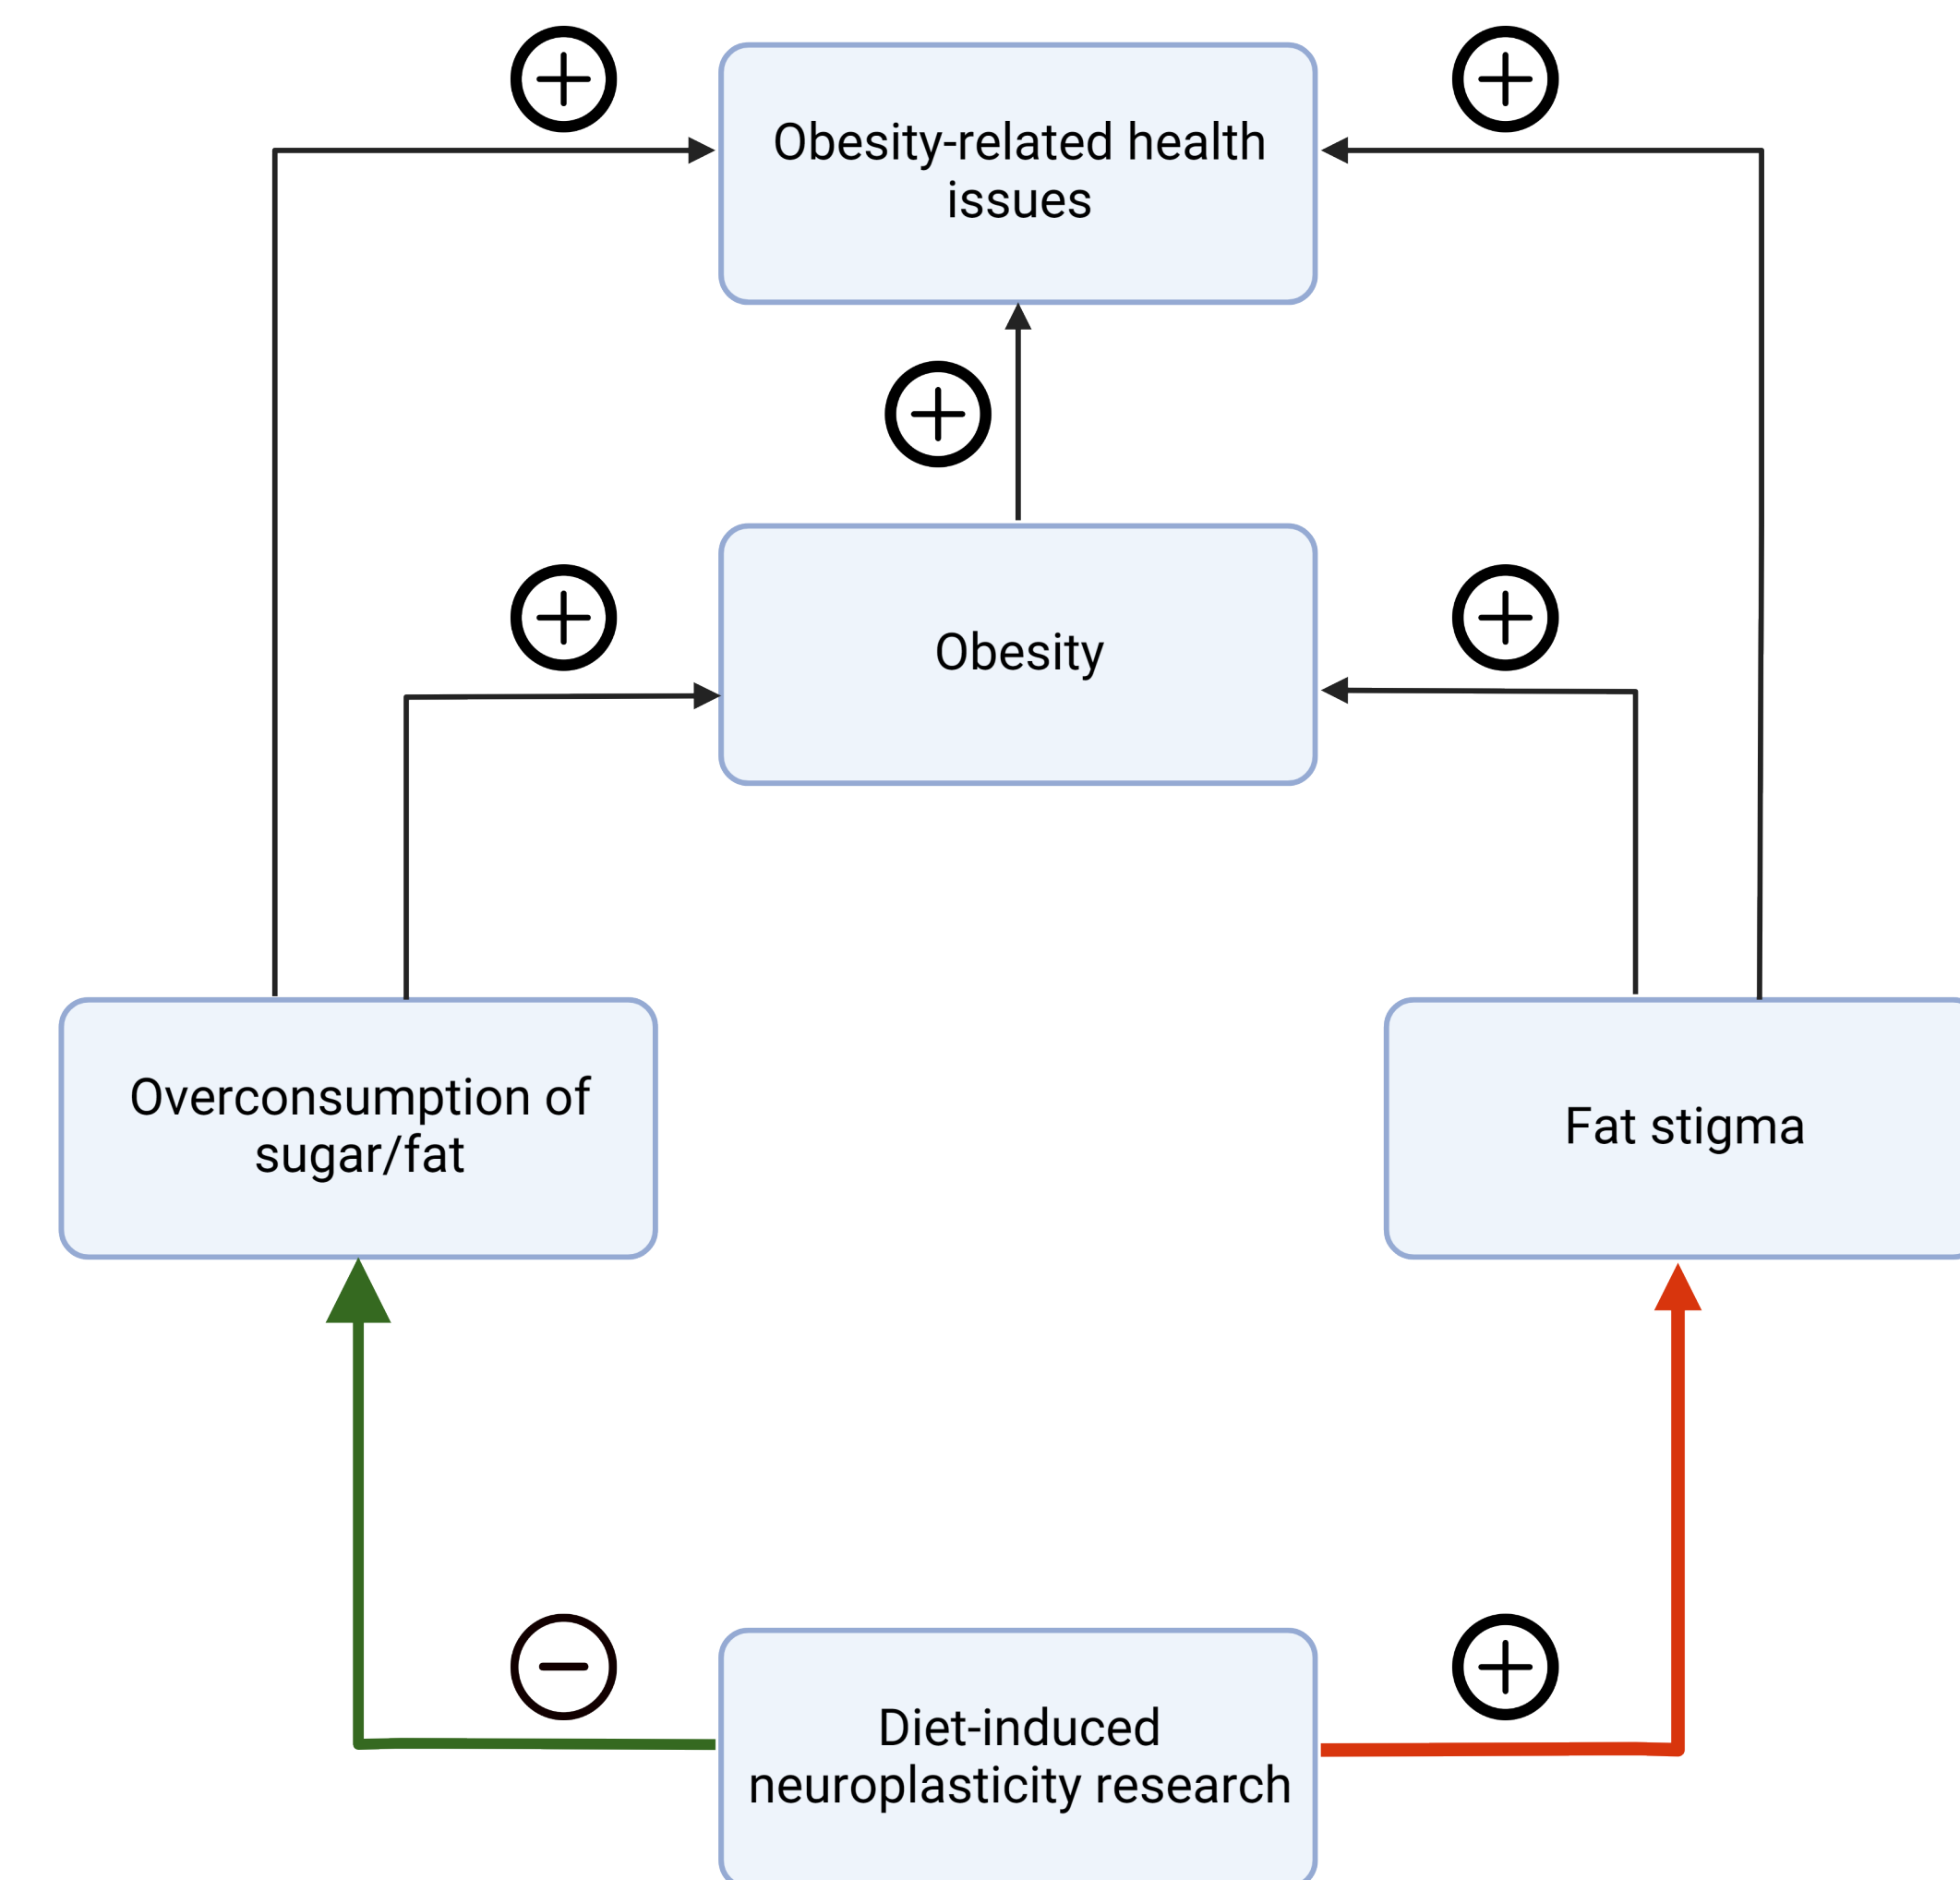 Obesity-related health
issues
Obesity
Overconsumption of
sugar/fat
Fat stigma
Diet-induced
neuroplasticity research